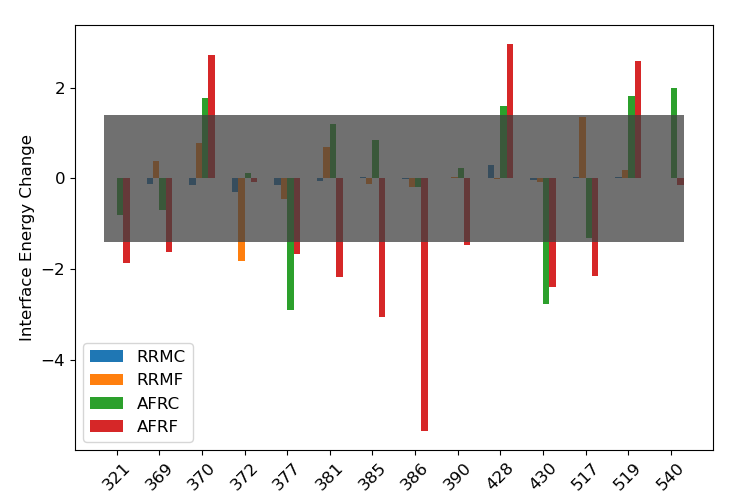 Interface Energy Change
2
0
−2
−4
RRMC
RRMF
AFRC
AFRF
321 369 370 372 377 381 385 386 390 428 430 517 519 540